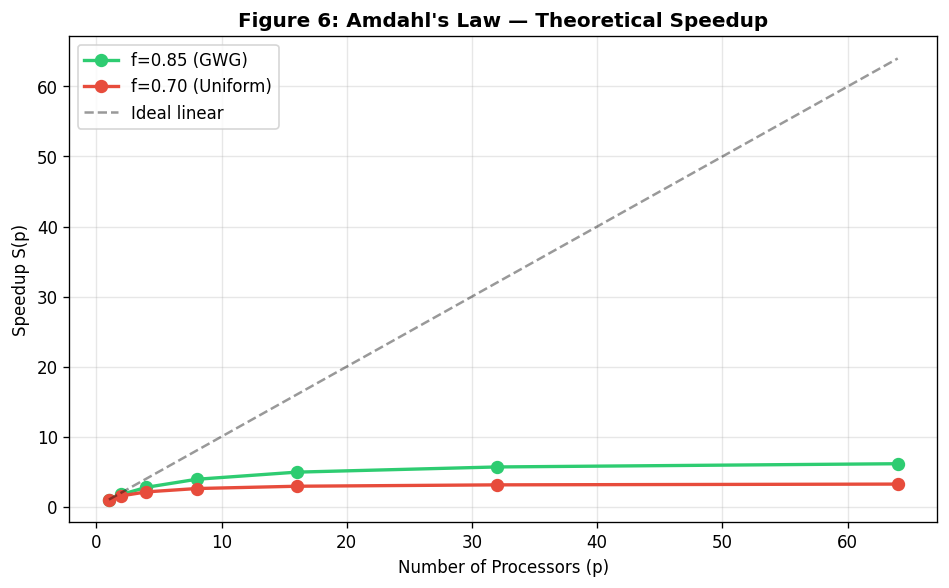 Figure 6: Amdahl's Law — Theoretical Speedup
f=0.85 (GWG)
f=0.70 (Uniform)
Ideal linear
Speedup S(p)
60
50
40
30
20
10
0
0 10 20 30 40 50 60
Number of Processors (p)